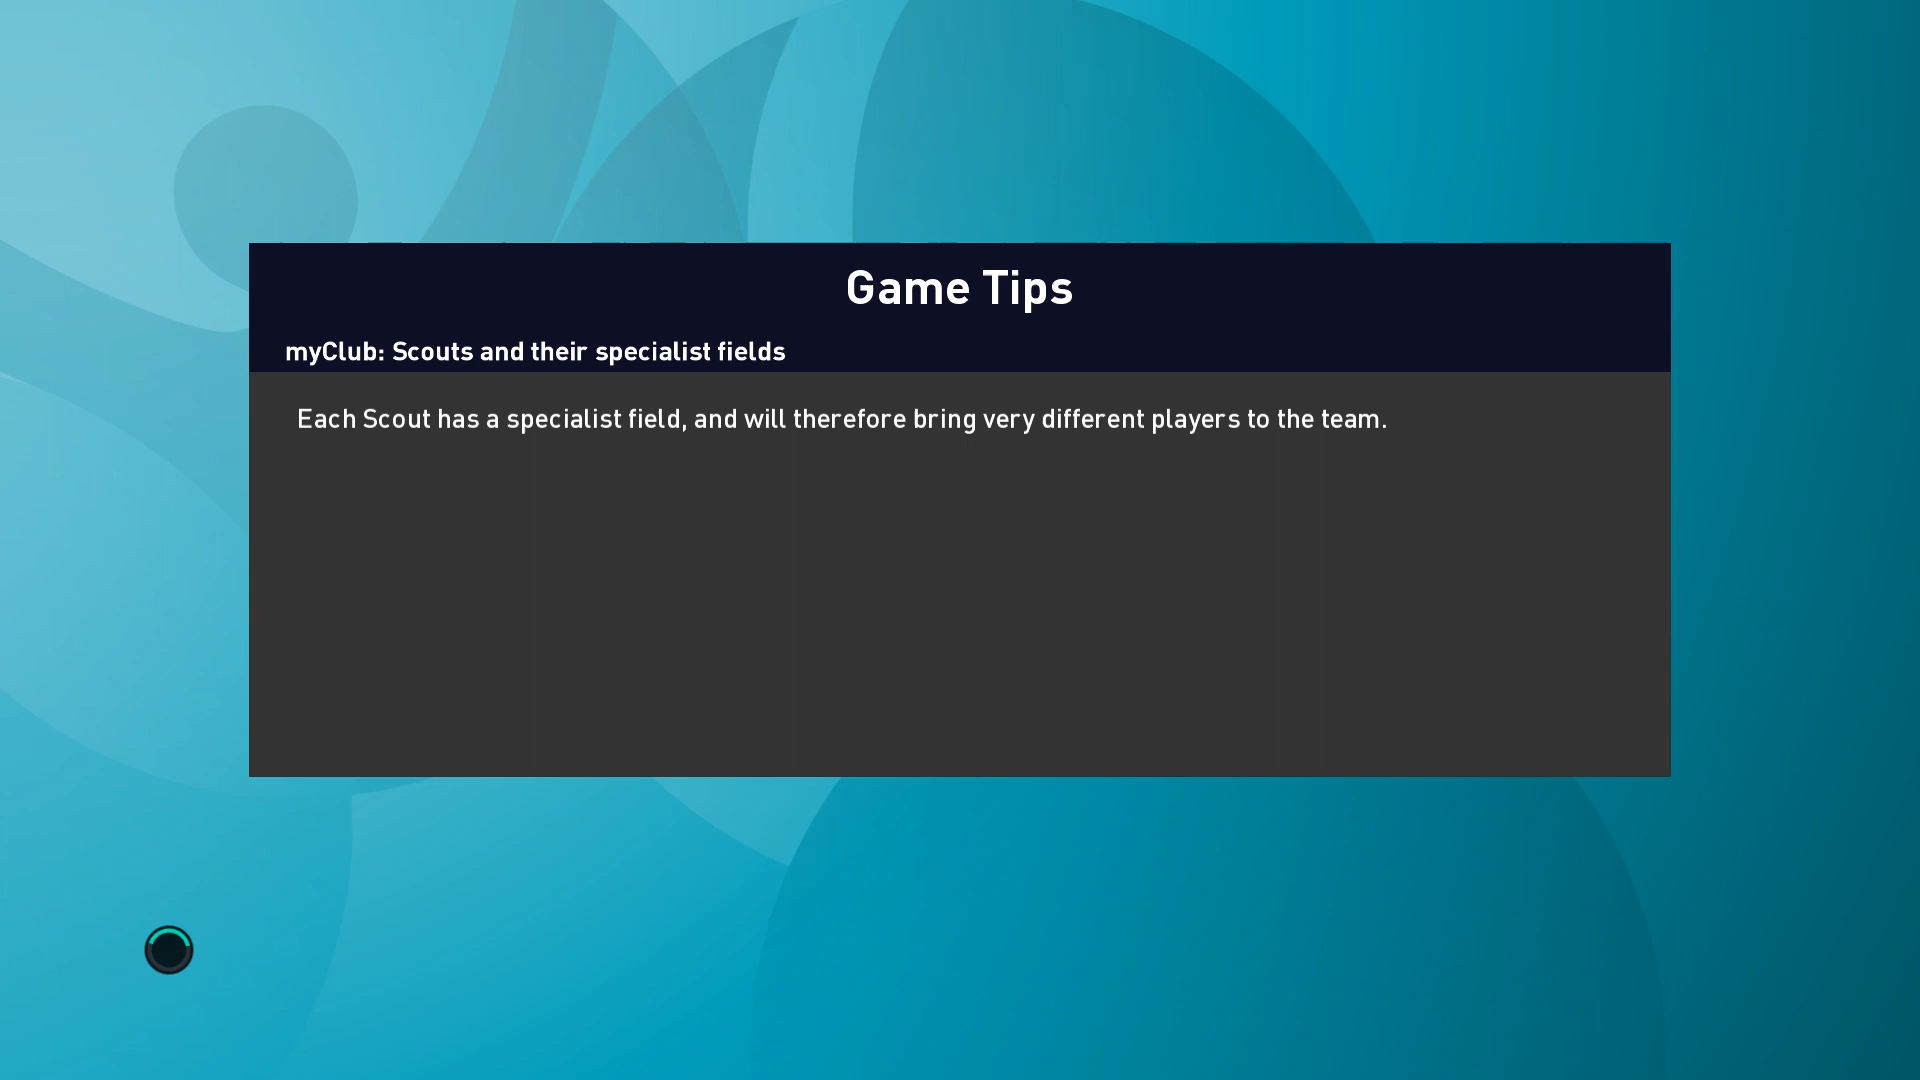 Game Tips
myClub: Scouts and their specialist fields
Each Scout has a specialist field, and will therefore bring very different players to the team.